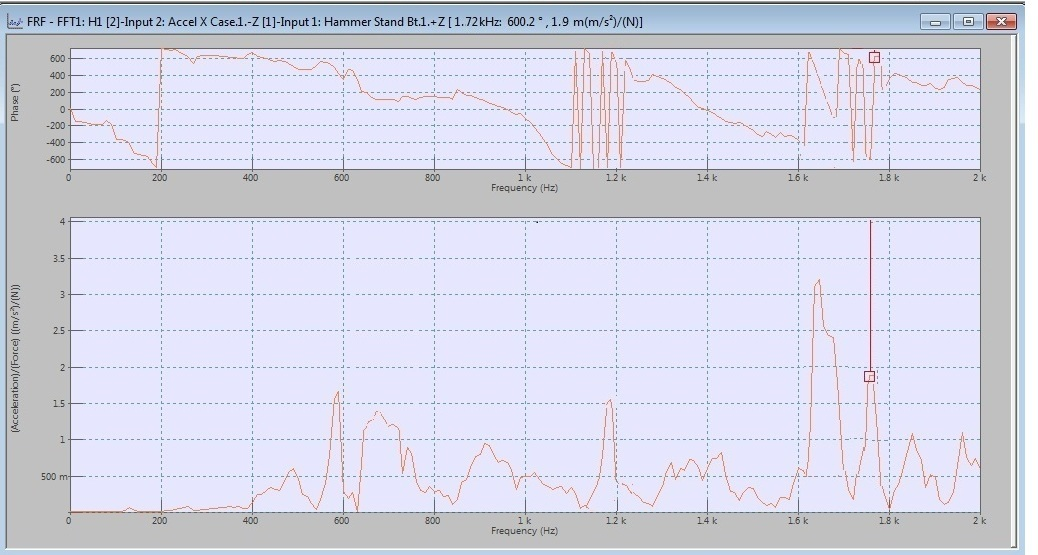 FRF - FFT1: H1 [2]-Input 2: Accel X Case.1.-Z [1]-Input 1: Hammer Stand Bt.1.+Z [ 1.72kHz: 600.2 °, 1.9 m(m/s²)/(N)]
Phase (°)
600
200
0
200
-400
-600
0
200
400
600
800
1 k
1.2 k
1.4 k
1.6 k
1.8 k
2 k
Frequency (Hz)
(Acceleration)/(Force) ((m/s²)/(N))
4
3.5
3
2.5
2
1.5
1
500 m
0
200
400
600
800
1 k
1.2 k
1.4 k
1.6 k
1.8 k
2 k
Frequency (Hz)